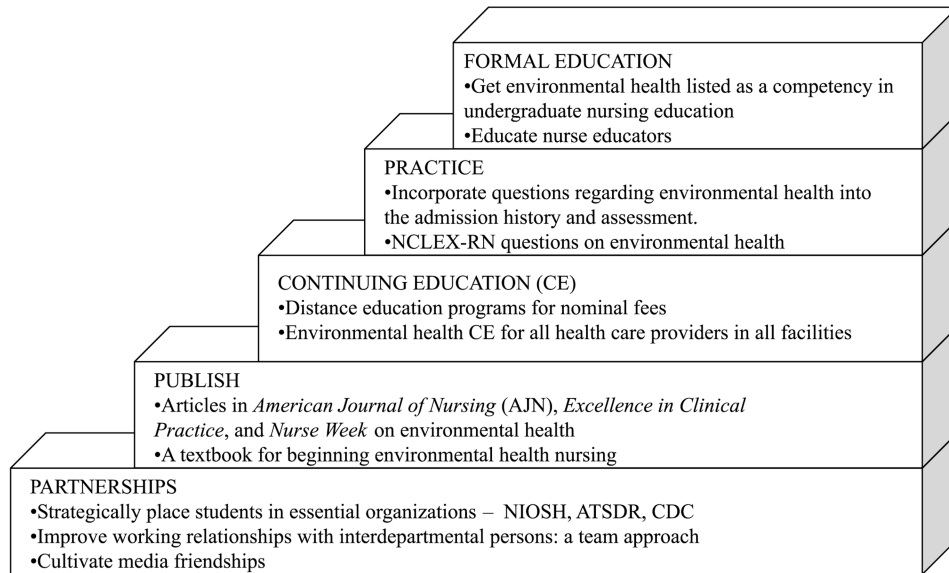 FORMAL EDUCATION
•Get environmental health listed as a competency in
undergraduate nursing education
•Educate nurse educators
PRACTICE
•Incorporate questions regarding environmental health into
the admission history and assessment.
•NCLEX-RN questions on environmental health
CONTINUING EDUCATION (CE)
•Distance education programs for nominal fees
•Environmental health CE for all health care providers in all facilities
PUBLISH
•Articles in American Journal of Nursing (AJN), Excellence in Clinical
Practice, and Nurse Week on environmental health
•A textbook for beginning environmental health nursing
PARTNERSHIPS
•Strategically place students in essential organizations – NIOSH, ATSDR, CDC
•Improve working relationships with interdepartmental persons: a team approach
•Cultivate media friendships